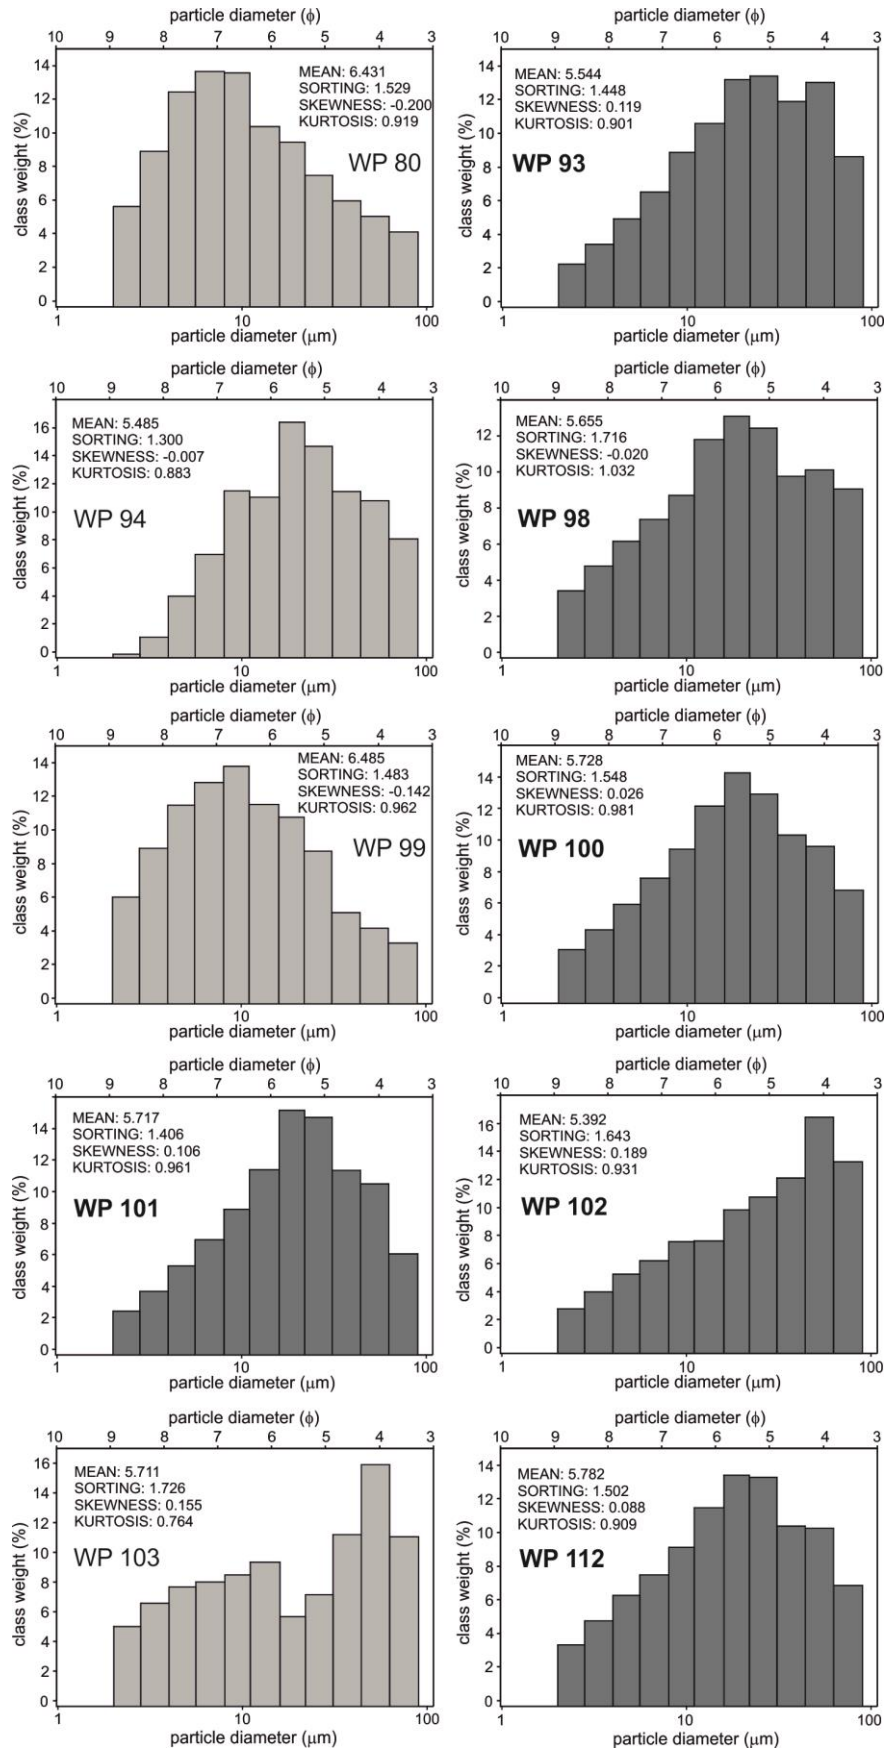 particle diameter (ϕ)
10 9 8 7 6 5 4 3
class weight (%)
14
12
10
8
6
4
2
0
MEAN: 6.431
SORTING: 1.529
SKEWNESS: -0.200
KURTOSIS: 0.919
WP 80
1 10 100
particle diameter (μm)
particle diameter (ϕ)
10 9 8 7 6 5 4 3
class weight (%)
14
12
10
8
6
4
2
0
MEAN: 5.544
SORTING: 1.448
SKEWNESS: 0.119
KURTOSIS: 0.901
WP 93
1 10 100
particle diameter (μm)
particle diameter (ϕ)
10 9 8 7 6 5 4 3
class weight (%)
16
14
12
10
8
6
4
2
0
MEAN: 5.485
SORTING: 1.300
SKEWNESS: -0.007
KURTOSIS: 0.883
WP 94
1 10 100
particle diameter (μm)
particle diameter (ϕ)
10 9 8 7 6 5 4 3
class weight (%)
12
10
8
6
4
2
0
MEAN: 5.655
SORTING: 1.716
SKEWNESS: -0.020
KURTOSIS: 1.032
WP 98
1 10 100
particle diameter (μm)
particle diameter (ϕ)
10 9 8 7 6 5 4 3
class weight (%)
14
12
10
8
6
4
2
0
MEAN: 6.485
SORTING: 1.483
SKEWNESS: -0.142
KURTOSIS: 0.962
WP 99
1 10 100
particle diameter (μm)
particle diameter (ϕ)
10 9 8 7 6 5 4 3
class weight (%)
14
12
10
8
6
4
2
0
MEAN: 5.728
SORTING: 1.548
SKEWNESS: 0.026
KURTOSIS: 0.981
WP 100
1 10 100
particle diameter (μm)
particle diameter (ϕ)
10 9 8 7 6 5 4 3
class weight (%)
14
12
10
8
6
4
2
0
MEAN: 5.717
SORTING: 1.406
SKEWNESS: 0.106
KURTOSIS: 0.961
WP 101
1 10 100
particle diameter (μm)
particle diameter (ϕ)
10 9 8 7 6 5 4 3
class weight (%)
16
14
12
10
8
6
4
2
0
MEAN: 5.392
SORTING: 1.643
SKEWNESS: 0.189
KURTOSIS: 0.931
WP 102
1 10 100
particle diameter (μm)
particle diameter (ϕ)
10 9 8 7 6 5 4 3
class weight (%)
16
14
12
10
8
6
4
2
0
MEAN: 5.711
SORTING: 1.726
SKEWNESS: 0.155
KURTOSIS: 0.764
WP 103
1 10 100
particle diameter (μm)
particle diameter (ϕ)
10 9 8 7 6 5 4 3
class weight (%)
14
12
10
8
6
4
2
0
MEAN: 5.782
SORTING: 1.502
SKEWNESS: 0.088
KURTOSIS: 0.909
WP 112
1 10 100
particle diameter (μm)